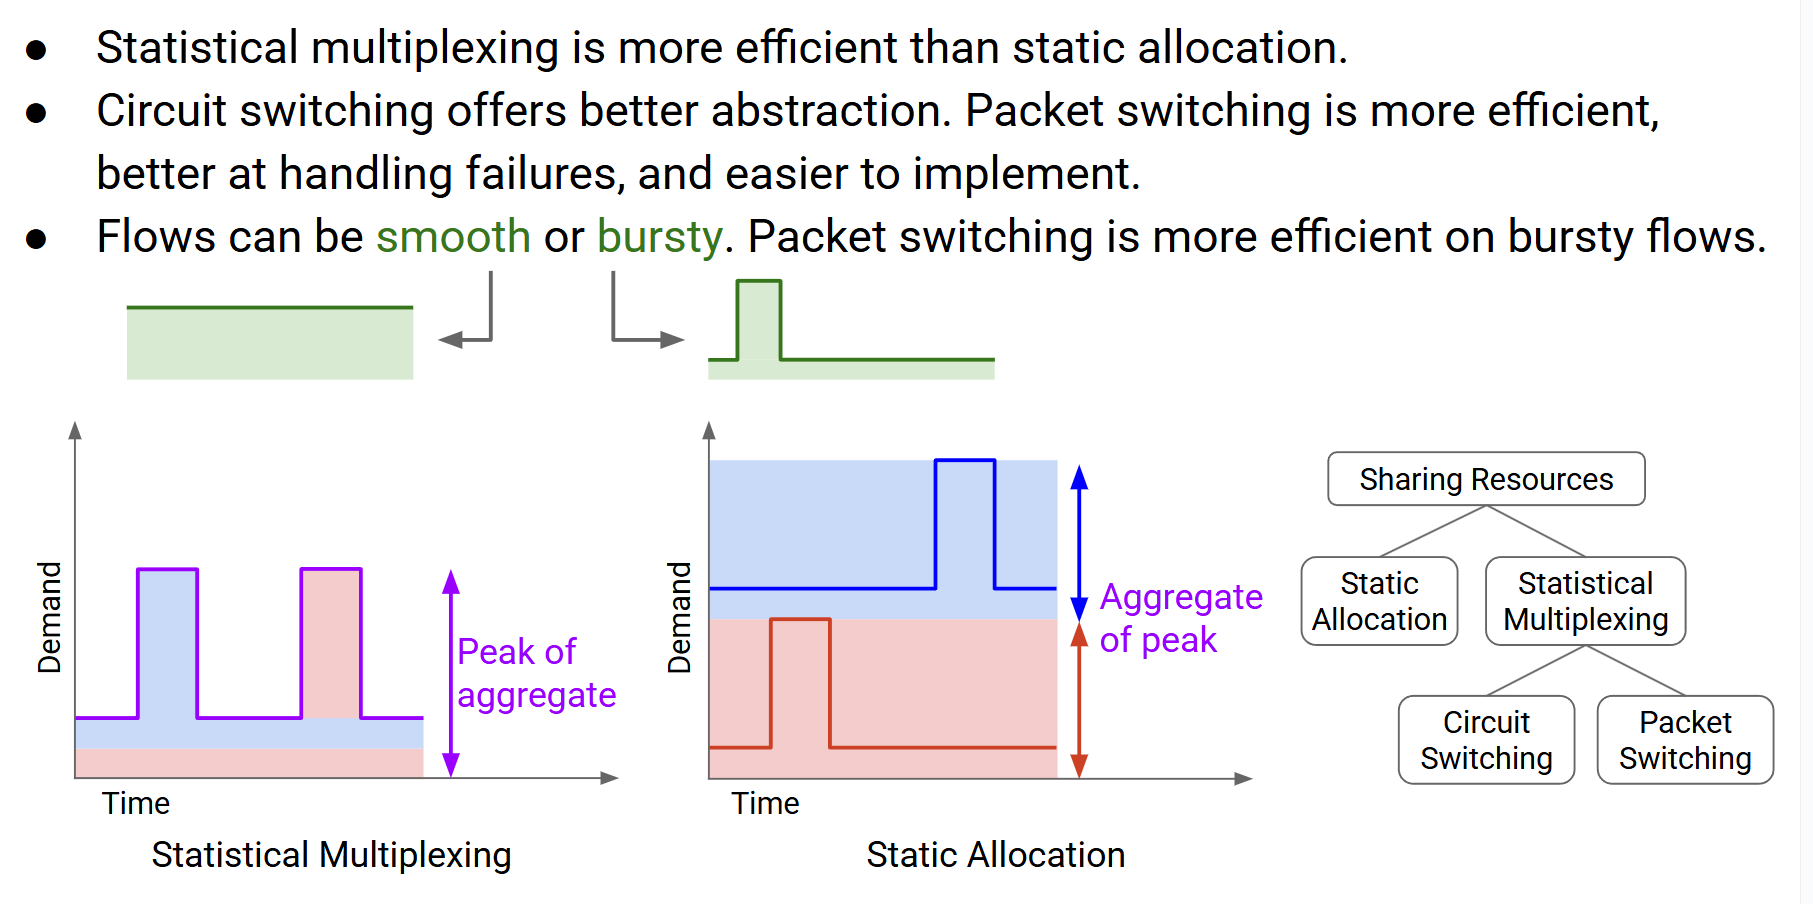 ● Statistical multiplexing is more efficient than static allocation.
● Circuit switching offers better abstraction. Packet switching is more efficient,
better at handling failures, and easier to implement.
● Flows can be smooth or bursty. Packet switching is more efficient on bursty flows.
Demand
Peak of
aggregate
Time
Statistical Multiplexing
Demand
Aggregate
of peak
Time
Static Allocation
Sharing Resources
Static
Allocation
Statistical
Multiplexing
Circuit
Switching
Packet
Switching